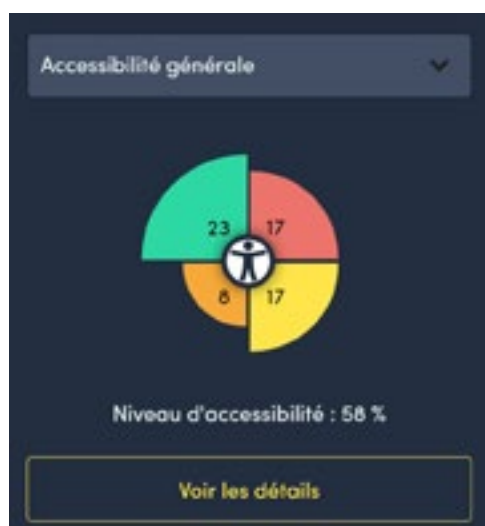 Accessibilité générale
23 17
8 17
Niveau d'accessibilité : 58 %
Voir les détails